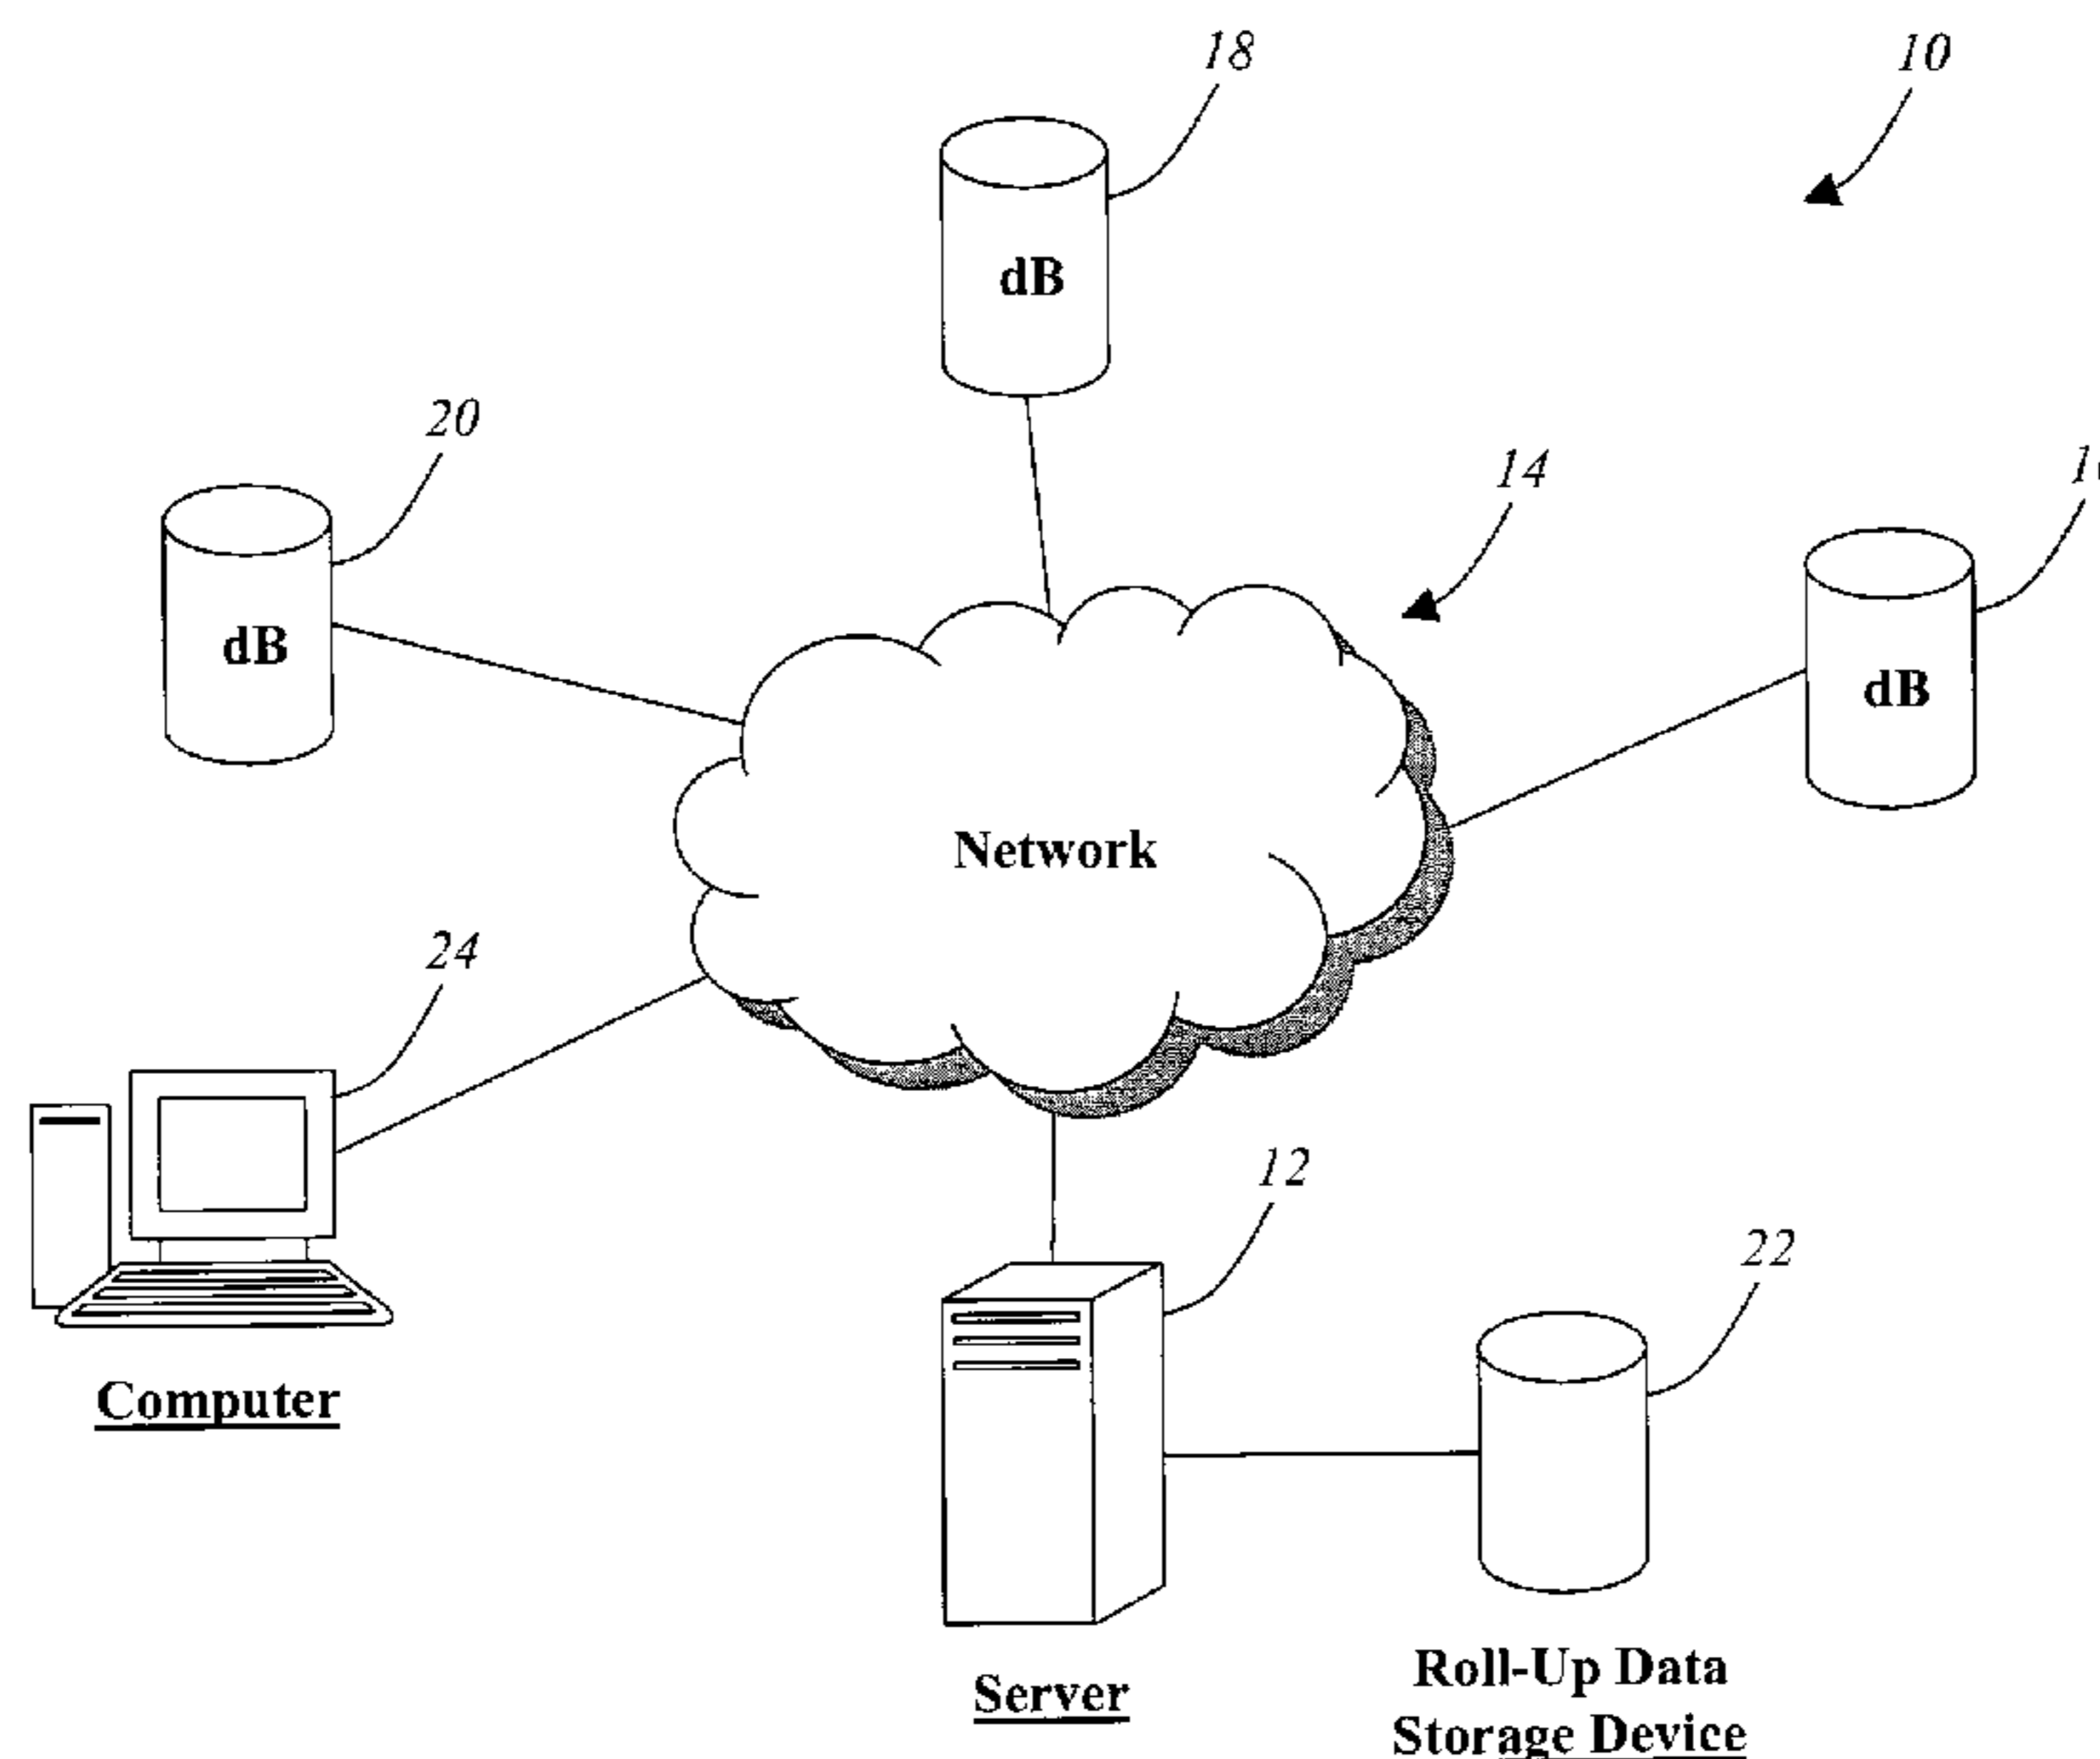 18
10
dB
20
14
dB
dB
Network
24
12
22
Computer
Server
Roll-Up Data
Storage Device